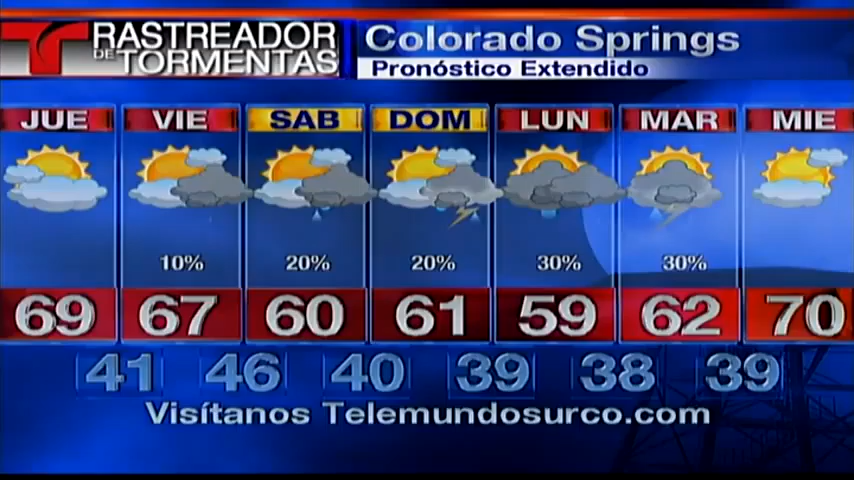 RASTREADOR
DE TORMENTAS
Colorado Springs
Pronóstico Extendido
JUE VIE SAB DOM LUN MAR MIE
10% 20% 20% 30% 30%
69 67 60 61 59 62 70
41 46 40 39 38 39
Visítanos Telemundosurco.com